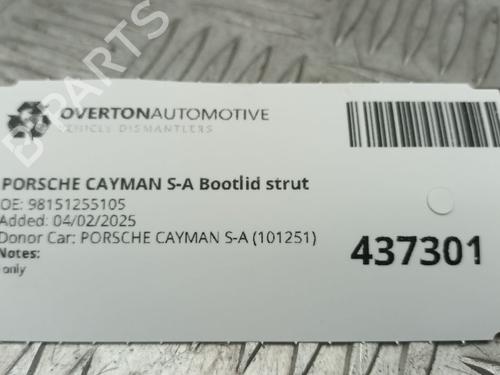 OVERTONAUTOMOTIVE
VEHICLE DISMANTLERS
B-PARTS
PORSCHE CAYMAN S-A Bootlid strut
OE: 98151255105
Added: 04/02/2025
Donor Car: PORSCHE CAYMAN S-A (101251)
Notes:
only
437301